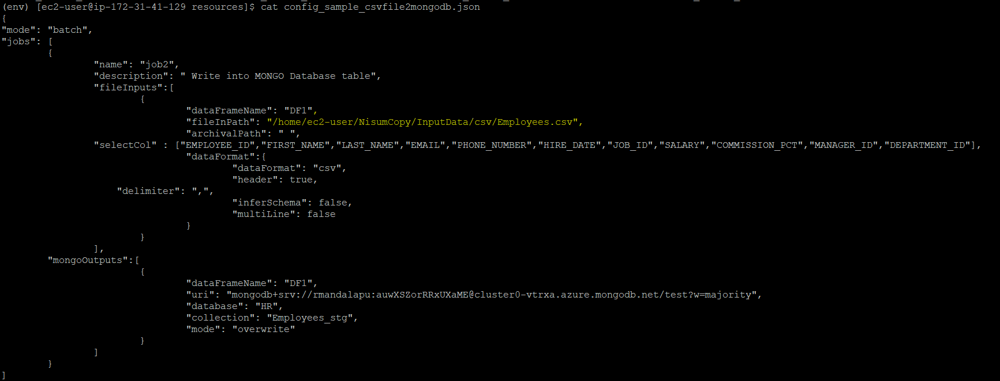 (env) [ec2-user@ip-172-31-41-129 resources]$ cat config_sample_csvfile2mongodb.json
{
"mode": "batch",
"jobs": [
{
"name": "job2",
"description": " Write into MONGO Database table",
"fileInputs":[
{
"dataFrameName": "DF1",
"fileInPath": "/home/ec2-user/NisumCopy/InputData/csv/Employees.csv",
"archivalPath": " ",
"selectCol" : ["EMPLOYEE_ID","FIRST_NAME","LAST_NAME","EMAIL","PHONE_NUMBER","HIRE_DATE","JOB_ID","SALARY","COMMISSION_PCT","MANAGER_ID","DEPARTMENT_ID"],
"dataFormat":{
"dataFormat": "csv",
"header": true,
"delimiter": ",",
"inferSchema": false,
"multiLine": false
}
}
],
"mongoOutputs":[
{
"dataFrameName": "DF1",
"uri": "mongodb+srv://rmandalapu:auwXSZorRRxUXaME@cluster0-vtrxa.azure.mongodb.net/test?w=majority",
"database": "HR",
"collection": "Employees_stg",
"mode": "overwrite"
}
]
}
]